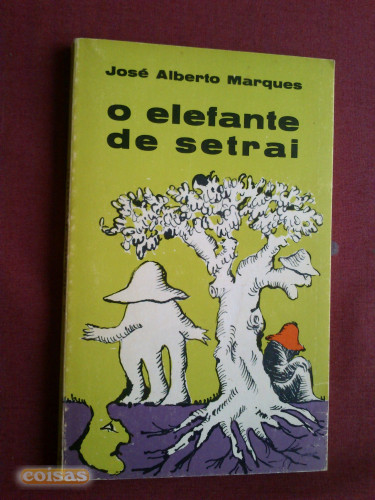 José Alberto Marques
o elefante
de setrai
coisas